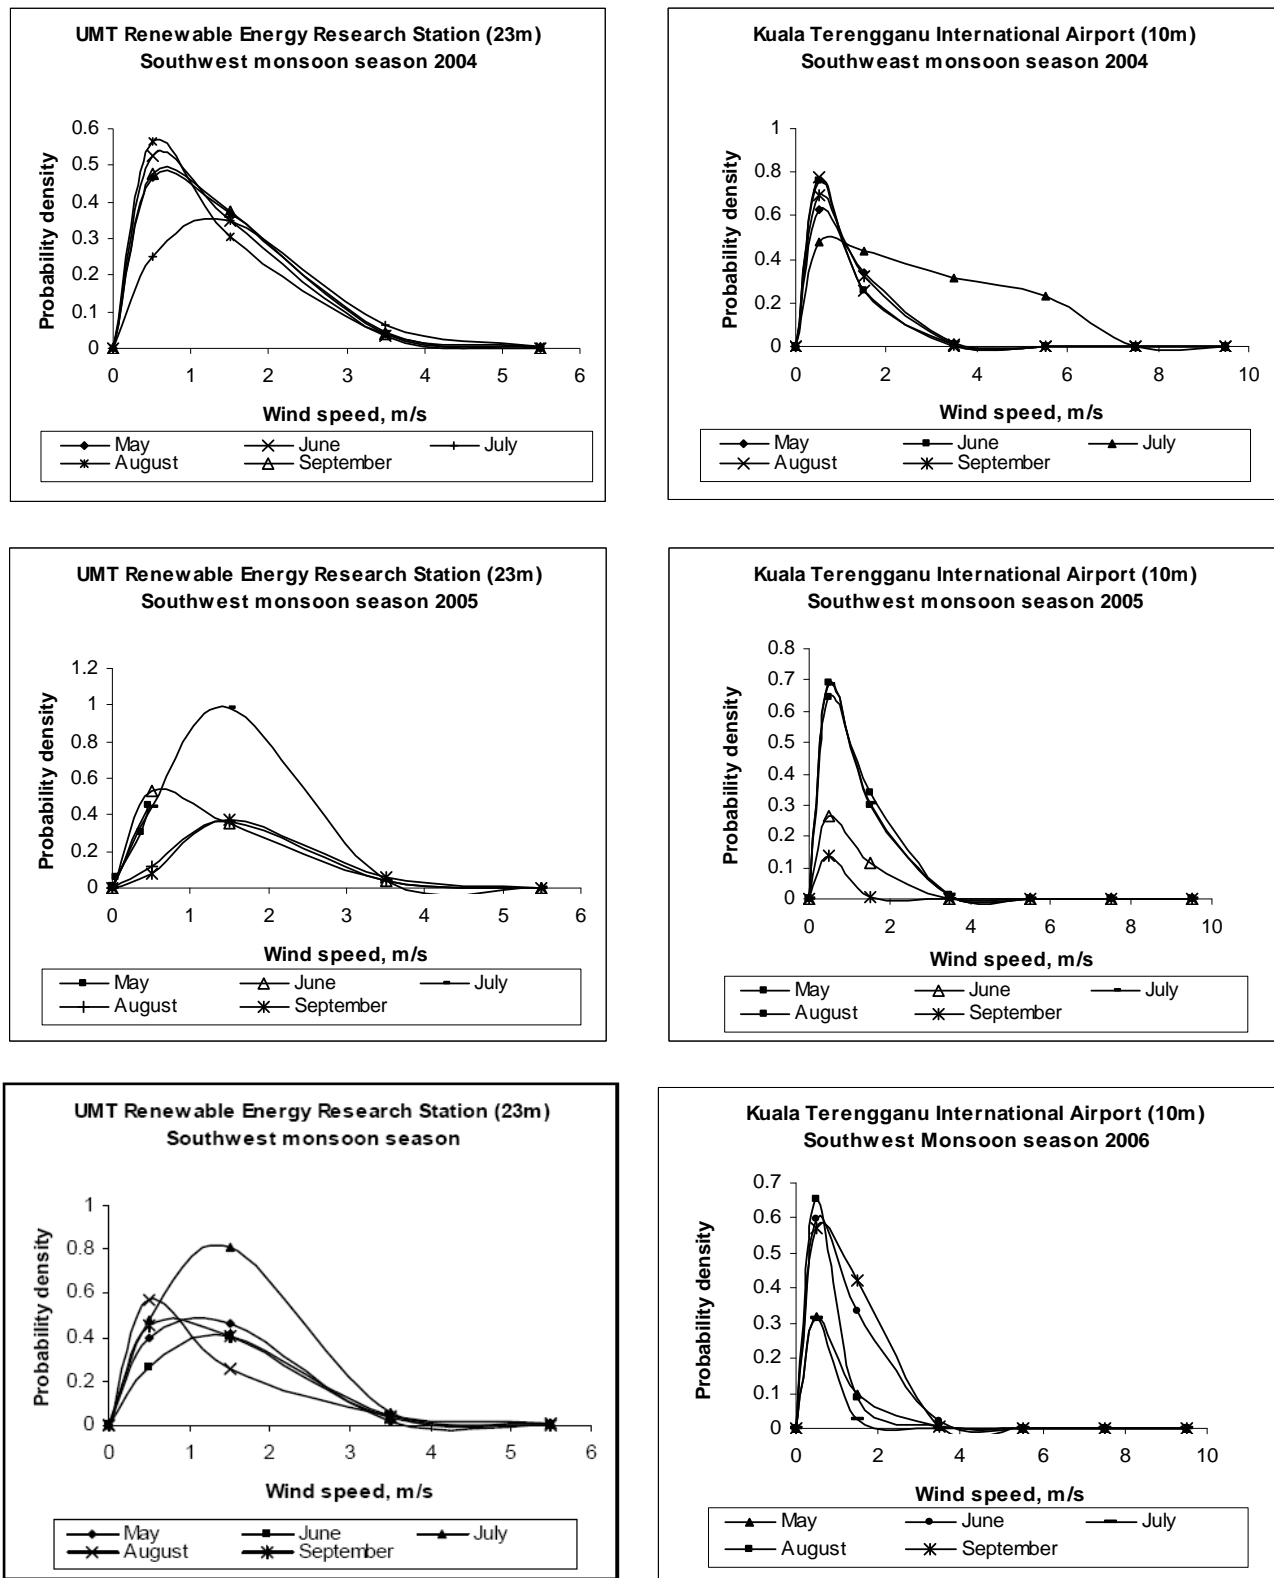 UMT Renewable Energy Research Station (23m)
Southwest monsoon season 2004
Probability density
0.6
0.5
0.4
0.3
0.2
0.1
0
0 1 2 3 4 5 6
Wind speed, m/s
May June July
August September
Kuala Terengganu International Airport (10m)
Southweast monsoon season 2004
Probability density
1
0.8
0.6
0.4
0.2
0
0 2 4 6 8 10
Wind speed, m/s
May June July
August September
UMT Renewable Energy Research Station (23m)
Southwest monsoon season 2005
Probability density
1.2
1
0.8
0.6
0.4
0.2
0
0 1 2 3 4 5 6
Wind speed, m/s
May June July
August September
Kuala Terengganu International Airport (10m)
Southwest monsoon season 2005
Probability density
0.8
0.7
0.6
0.5
0.4
0.3
0.2
0.1
0
0 2 4 6 8 10
Wind speed, m/s
May June July
August September
UMT Renewable Energy Research Station (23m)
Southwest monsoon season
Probability density
1
0.8
0.6
0.4
0.2
0
0 1 2 3 4 5 6
Wind speed, m/s
May June July
August September
Kuala Terengganu International Airport (10m)
Southwest Monsoon season 2006
Probability density
0.7
0.6
0.5
0.4
0.3
0.2
0.1
0
0 2 4 6 8 10
Wind speed, m/s
May June July
August September